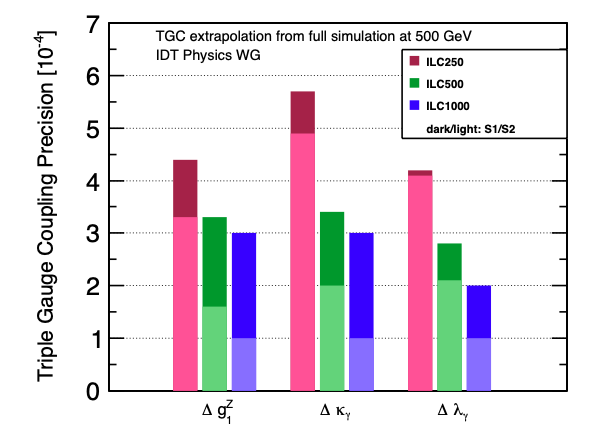 TGC extrapolation from full simulation at 500 GeV
IDT Physics WG
ILC250
ILC500
ILC1000
dark/light: S1/S2
Triple Gauge Coupling Precision [10⁻⁴]
7
6
5
4
3
2
1
0
Δ g₁ᶻ
Δ κᵧ
Δ λᵧ